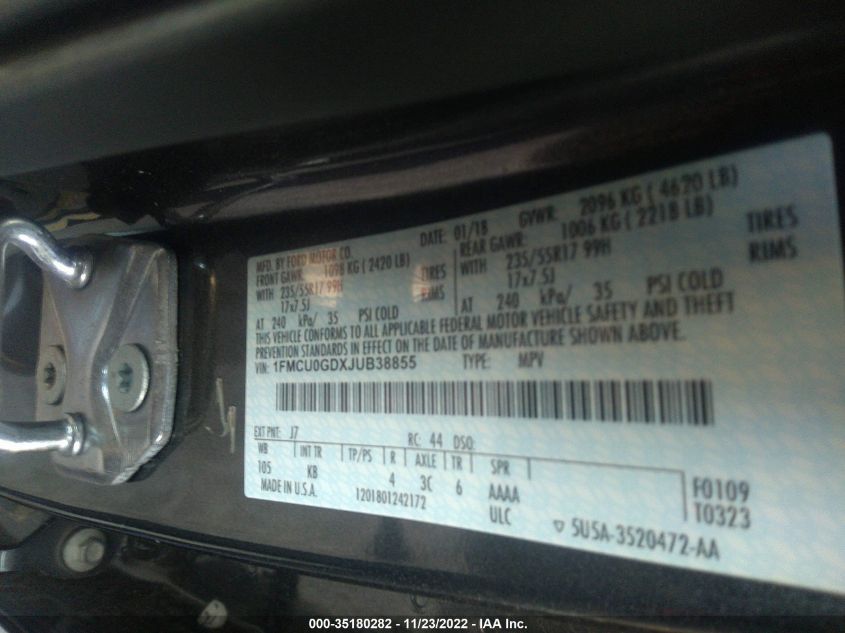 MFD. BY FORD MOTOR CO.
DATE: 01/18 GVWR: 2096 KG ( 4620 LB)
FRONT GAWR: 1098 KG ( 2420 LB) REAR GAWR: 1006 KG ( 2218 LB)
WITH 235/55R17 99H TIRES WITH 235/55R17 99H TIRES
17x7.5J RIMS 17x7.5J RIMS
AT 240 kPa/ 35 PSI COLD AT 240 kPa/ 35 PSI COLD
THIS VEHICLE CONFORMS TO ALL APPLICABLE FEDERAL MOTOR VEHICLE SAFETY AND THEFT
PREVENTION STANDARDS IN EFFECT ON THE DATE OF MANUFACTURE SHOWN ABOVE.
VIN: 1FMCU0GDXJUB38855 TYPE: MPV
EXT PNT: J7 RC: 44 DSO:
WB INT TR TP/PS R AXLE TR SPR
105 KB 4 3C 6 AAAA F0109
MADE IN U.S.A. 1201801242172 ULC T0323
5U5A-3520472-AA
000-35180282 - 11/23/2022 - IAA Inc.